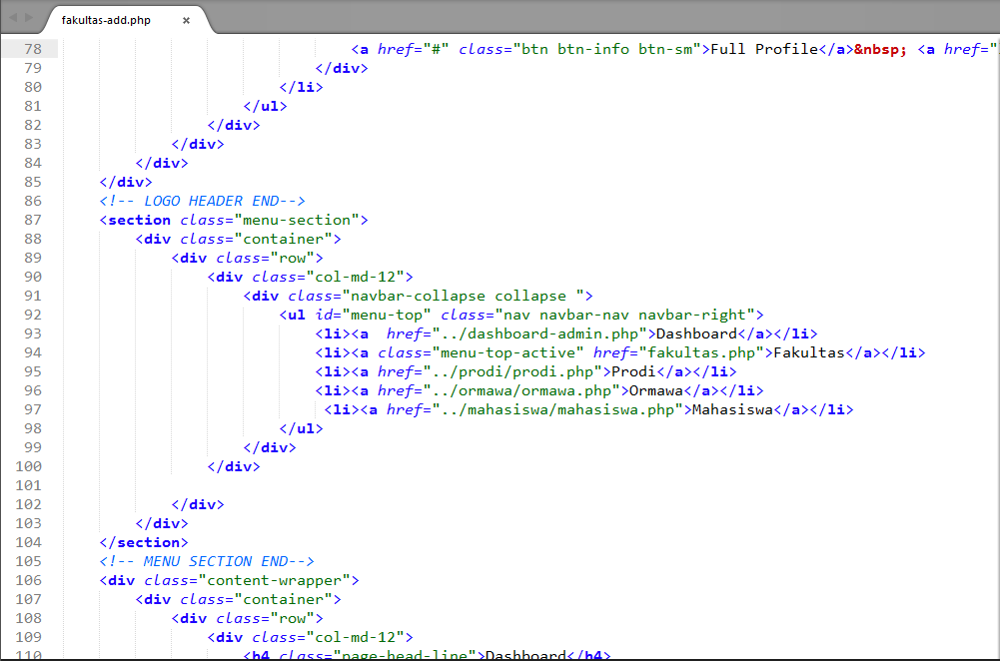 fakultas-add.php ×
78 <a href="#" class="btn btn-info btn-sm">Full Profile</a>&nbsp; <a href="
79 </div>
80 </li>
81 </ul>
82 </div>
83 </div>
84 </div>
85 </div>
86 <!-- LOGO HEADER END-->
87 <section class="menu-section">
88 <div class="container">
89 <div class="row">
90 <div class="col-md-12">
91 <div class="navbar-collapse collapse ">
92 <ul id="menu-top" class="nav navbar-nav navbar-right">
93 <li><a  href="../dashboard-admin.php">Dashboard</a></li>
94 <li><a class="menu-top-active" href="fakultas.php">Fakultas</a></li>
95 <li><a href="../prodi/prodi.php">Prodi</a></li>
96 <li><a href="../ormawa/ormawa.php">Ormawa</a></li>
97 <li><a href="../mahasiswa/mahasiswa.php">Mahasiswa</a></li>
98 </ul>
99 </div>
100 </div>
101
102 </div>
103 </div>
104 </section>
105 <!-- MENU SECTION END-->
106 <div class="content-wrapper">
107 <div class="container">
108 <div class="row">
109 <div class="col-md-12">
110 <h4 class="page-head-line">Dashboard</h4>